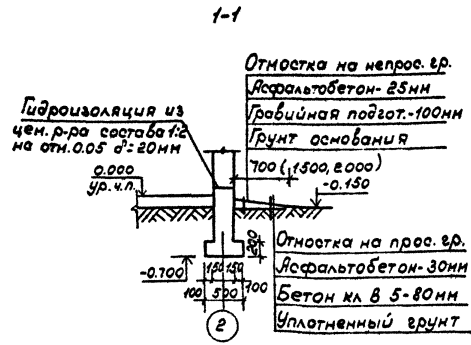 1-1
Отмостка на непрос. гр.
Асфальтобетон- 25мм
Гравийная подгот.-100мм
Грунт основания
Гидроизоляция из
цем. р-ра состава 1:2
на отм. 0.05 δ=20мм
700 (1500, 2000)
0.000
ур. ч. п.
-0.150
200
-0.700
150 150
100 500 100
2
Отмостка на прос. гр.
Асфальтобетон-30мм
Бетон кл В 5-80мм
Уплотненный грунт